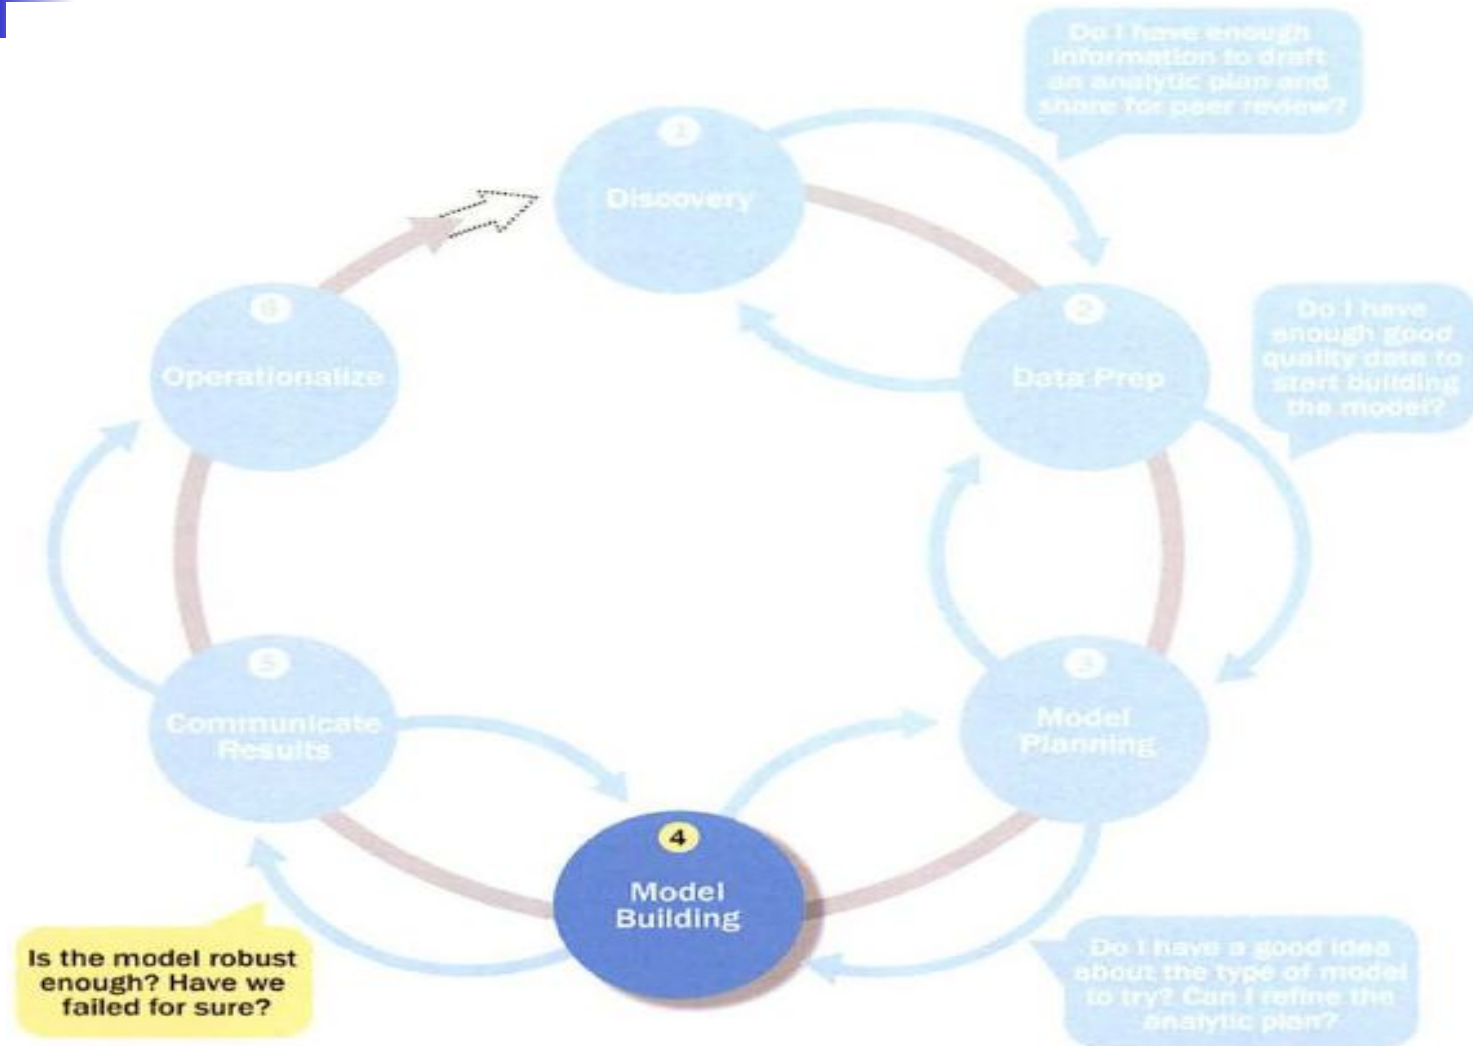 Do I have enough
information to draft
an analytic plan and
share for peer review?
1
Discovery
2
Data Prep
Do I have
enough good
quality data to
start building
the model?
3
Model
Planning
Do I have a good idea
about the type of model
to try? Can I refine the
analytic plan?
4
Model
Building
Is the model robust
enough? Have we
failed for sure?
5
Communicate
Results
6
Operationalize